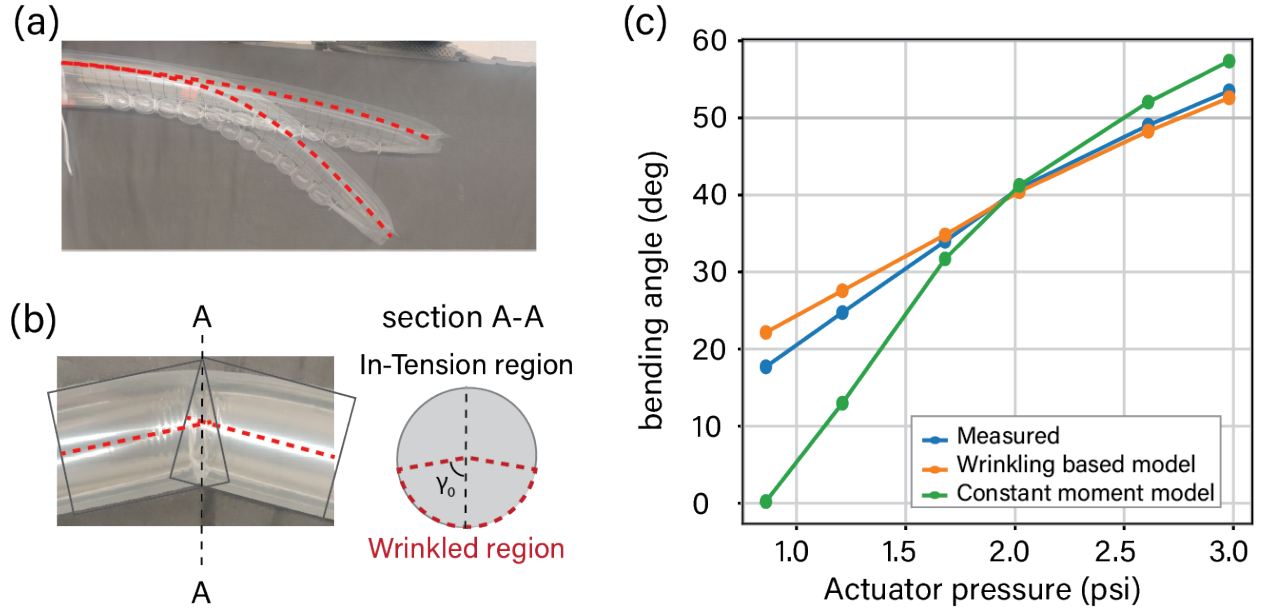 (a)
(b)
A
A
section A-A
In-Tension region
γ₀
Wrinkled region
(c)
bending angle (deg)
60
50
40
30
20
10
0
Measured
Wrinkling based model
Constant moment model
1.0
1.5
2.0
2.5
3.0
Actuator pressure (psi)